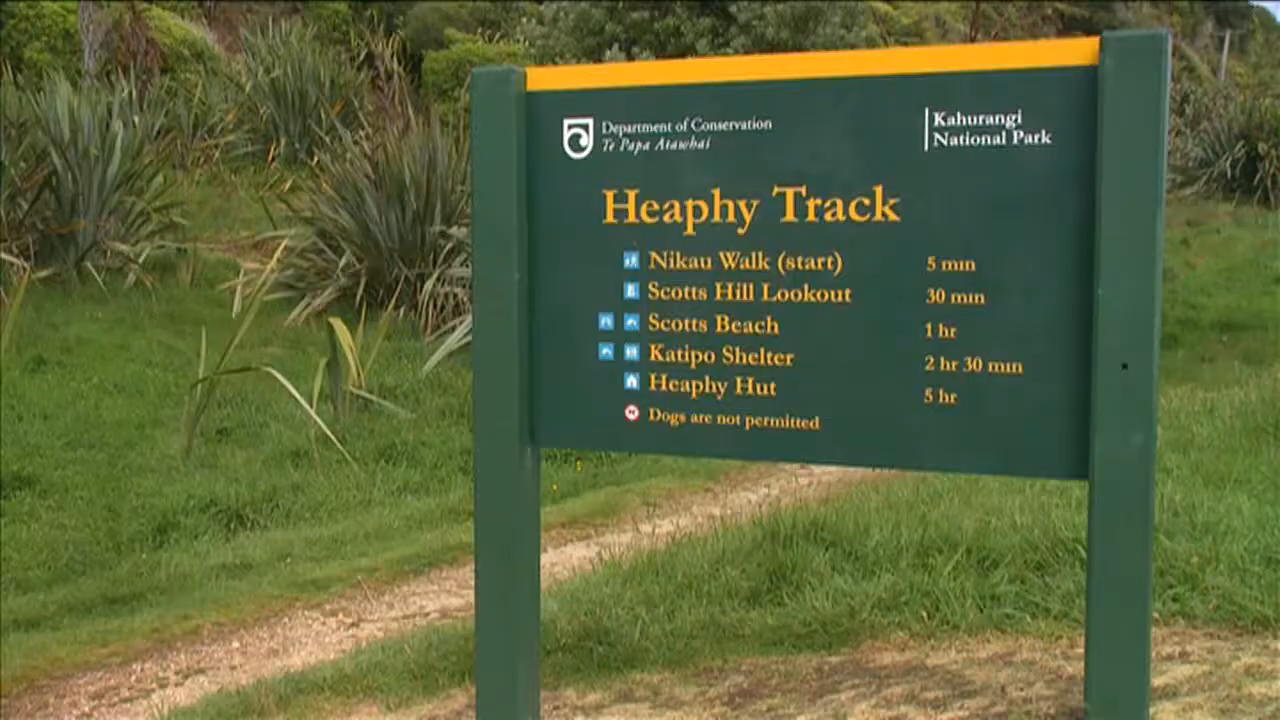 Department of Conservation
Te Papa Atawhai
Kahurangi
National Park
Heaphy Track
Nikau Walk (start) 5 min
Scotts Hill Lookout 30 min
Scotts Beach 1 hr
Katipo Shelter 2 hr 30 min
Heaphy Hut 5 hr
Dogs are not permitted